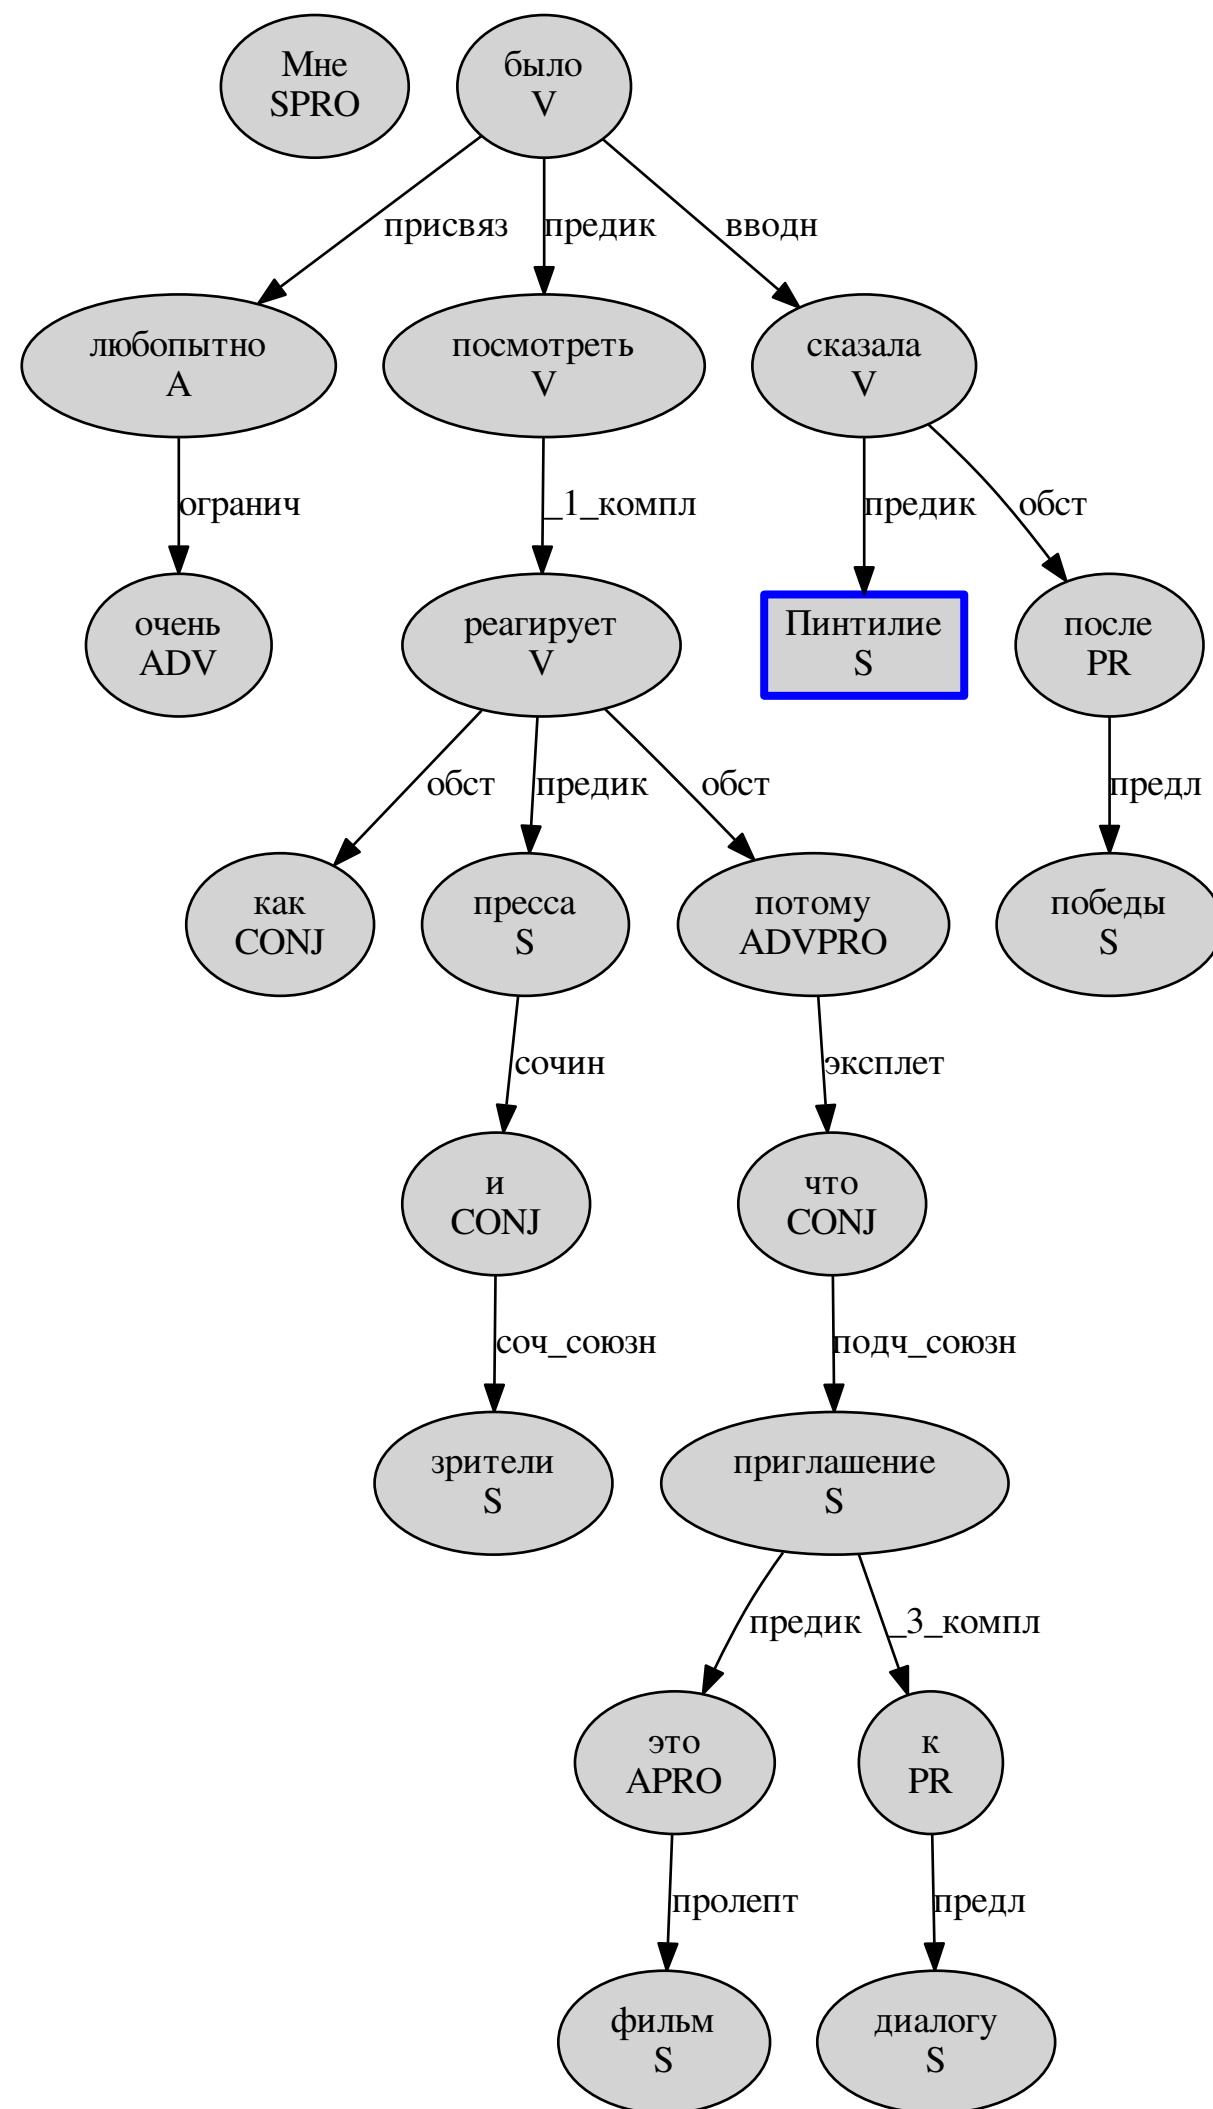 Мне
SPRO
было
V
присвяз
предик
вводн
любопытно
A
посмотреть
V
сказала
V
огранич
_1_компл
предик
обст
очень
ADV
реагирует
V
Пинтилие
S
после
PR
обст
предик
обст
предл
как
CONJ
пресса
S
потому
ADVPRO
победы
S
сочин
эксплет
и
CONJ
что
CONJ
соч_союзн
подч_союзн
зрители
S
приглашение
S
предик
_3_компл
это
APRO
к
PR
пролепт
предл
фильм
S
диалогу
S